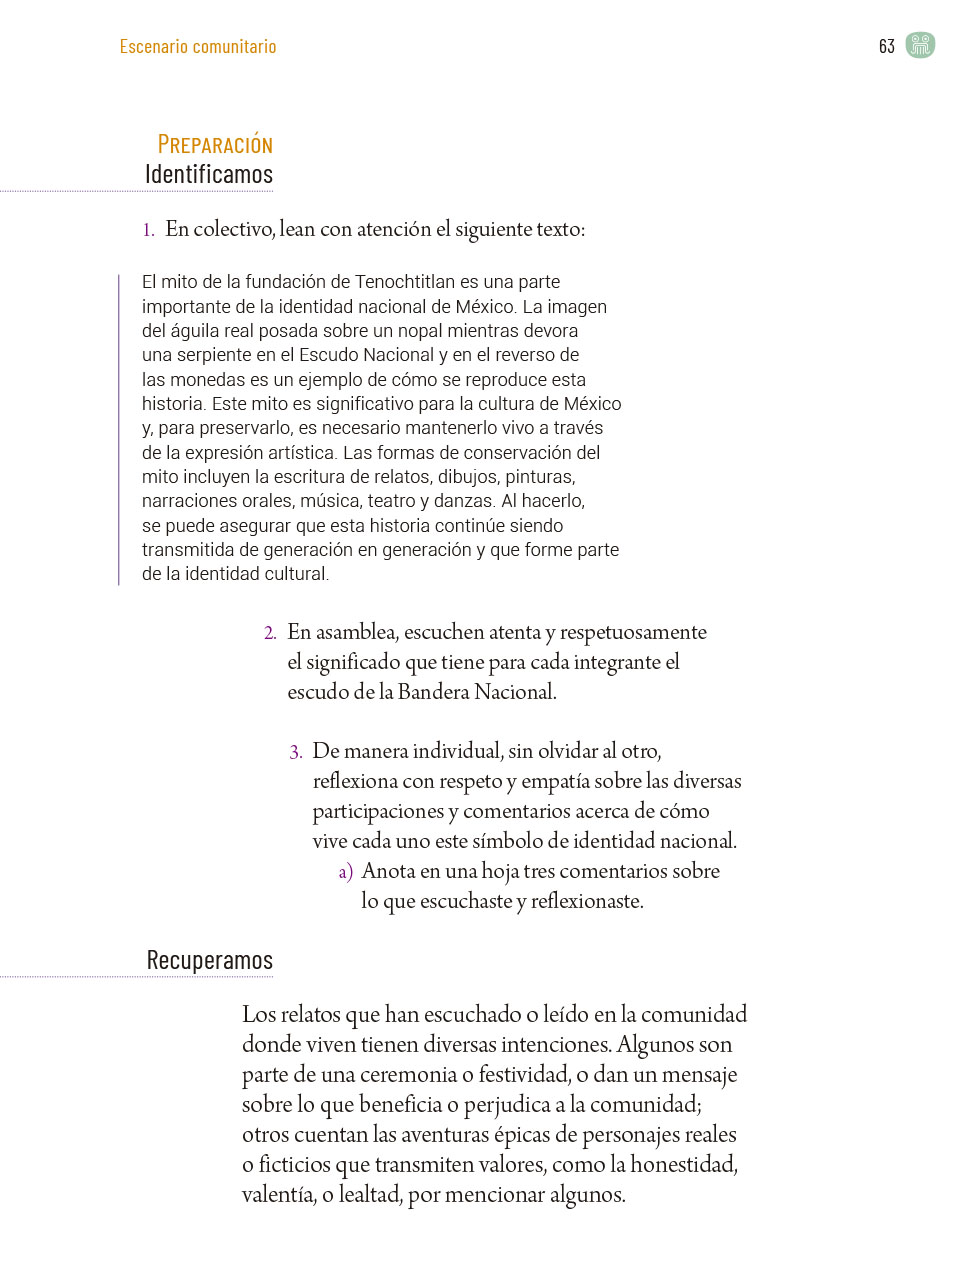 Escenario comunitario
63
Preparación
Identificamos
1. En colectivo, lean con atención el siguiente texto:
El mito de la fundación de Tenochtitlan es una parte
importante de la identidad nacional de México. La imagen
del águila real posada sobre un nopal mientras devora
una serpiente en el Escudo Nacional y en el reverso de
las monedas es un ejemplo de cómo se reproduce esta
historia. Este mito es significativo para la cultura de México
y, para preservarlo, es necesario mantenerlo vivo a través
de la expresión artística. Las formas de conservación del
mito incluyen la escritura de relatos, dibujos, pinturas,
narraciones orales, música, teatro y danzas. Al hacerlo,
se puede asegurar que esta historia continúe siendo
transmitida de generación en generación y que forme parte
de la identidad cultural.
2. En asamblea, escuchen atenta y respetuosamente
el significado que tiene para cada integrante el
escudo de la Bandera Nacional.
3. De manera individual, sin olvidar al otro,
reflexiona con respeto y empatía sobre las diversas
participaciones y comentarios acerca de cómo
vive cada uno este símbolo de identidad nacional.
a) Anota en una hoja tres comentarios sobre
lo que escuchaste y reflexionaste.
Recuperamos
Los relatos que han escuchado o leído en la comunidad
donde viven tienen diversas intenciones. Algunos son
parte de una ceremonia o festividad, o dan un mensaje
sobre lo que beneficia o perjudica a la comunidad;
otros cuentan las aventuras épicas de personajes reales
o ficticios que transmiten valores, como la honestidad,
valentía, o lealtad, por mencionar algunos.